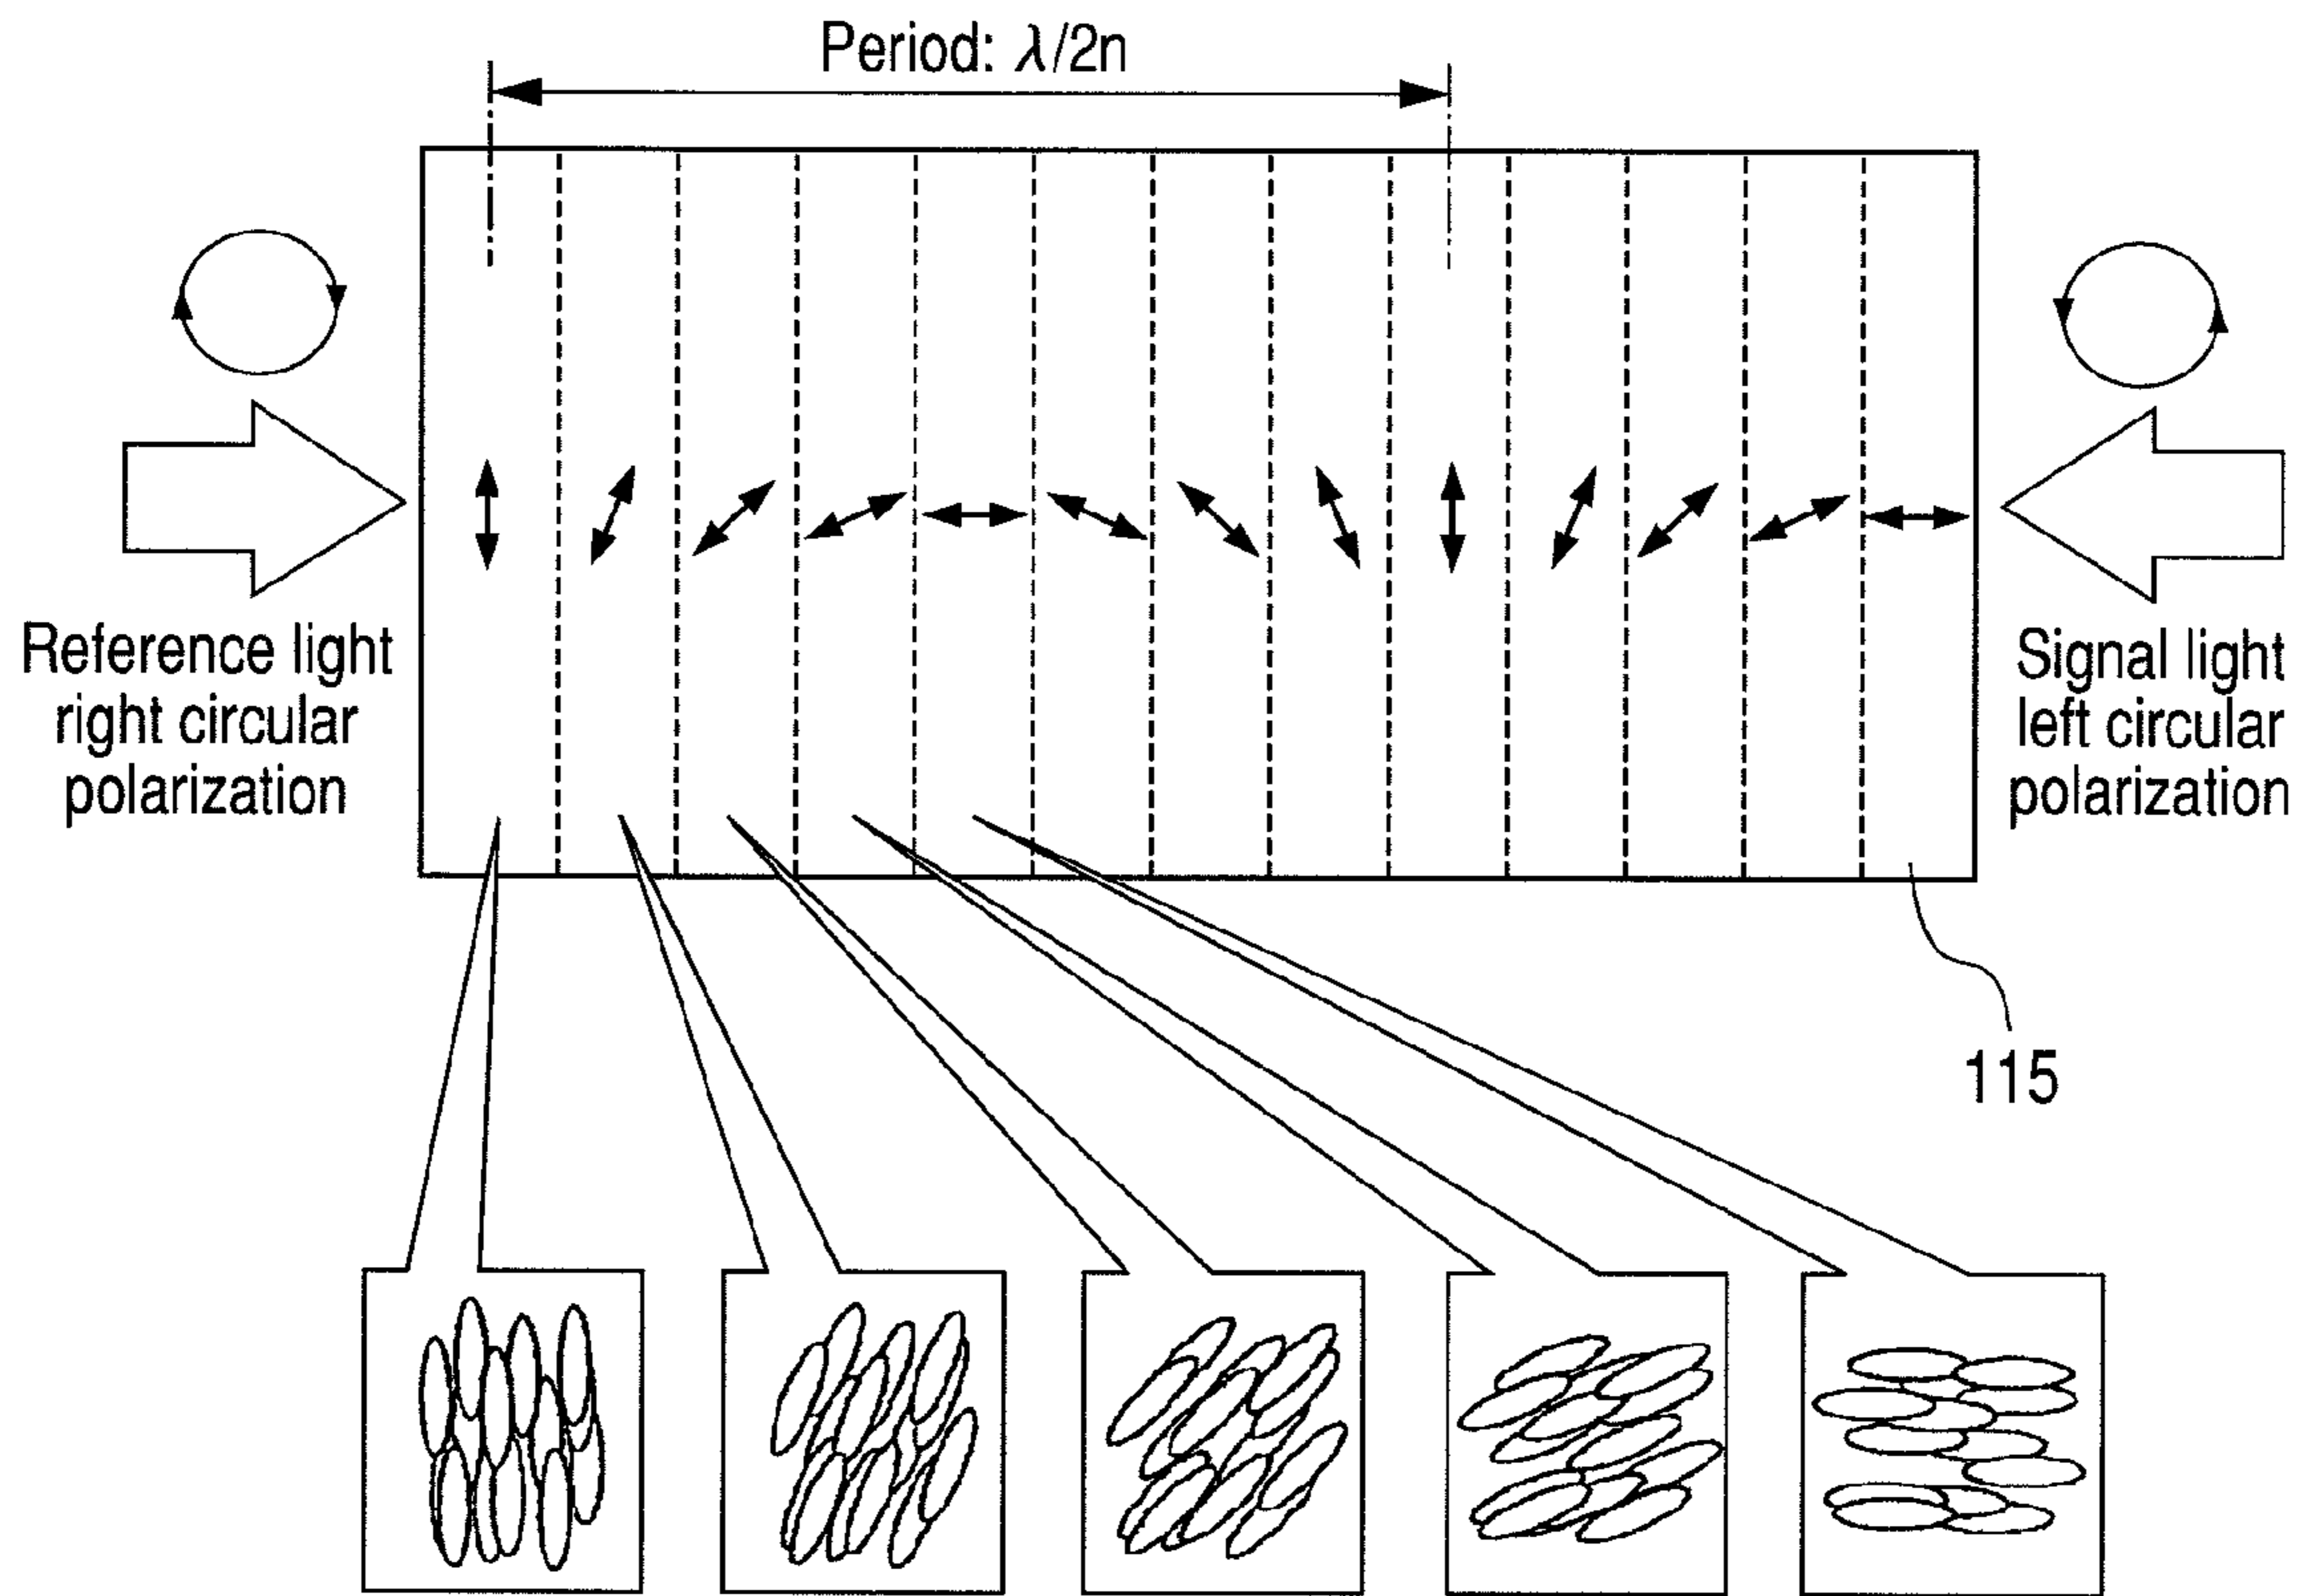 Period: λ/2n
Reference light
right circular
polarization
Signal light
left circular
polarization
115